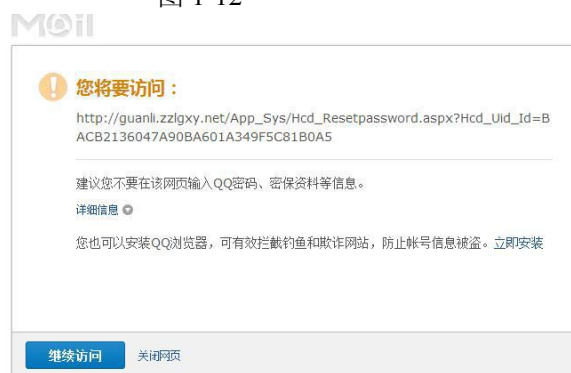 图 1-12
Mail
您将要访问：
http://guanli.zzlgxy.net/App_Sys/Hcd_Resetpassword.aspx?Hcd_Uid_Id=B
ACB2136047A90BA601A349F5C81B0A5
建议您不要在该网页输入QQ密码、密保资料等信息。
详细信息
您也可以安装QQ浏览器，可有效拦截钓鱼和欺诈网站，防止帐号信息被盗。立即安装
继续访问 关闭网页